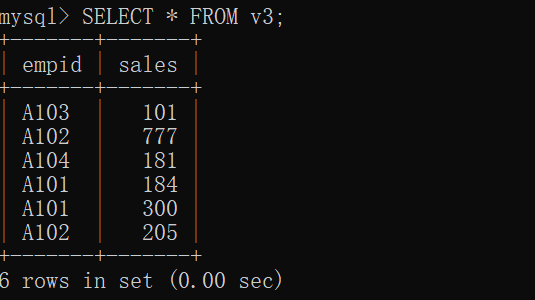 mysql> SELECT * FROM v3;
+-------+-------+
| empid | sales |
+-------+-------+
| A103  |   101 |
| A102  |   777 |
| A104  |   181 |
| A101  |   184 |
| A101  |   300 |
| A102  |   205 |
+-------+-------+
6 rows in set (0.00 sec)